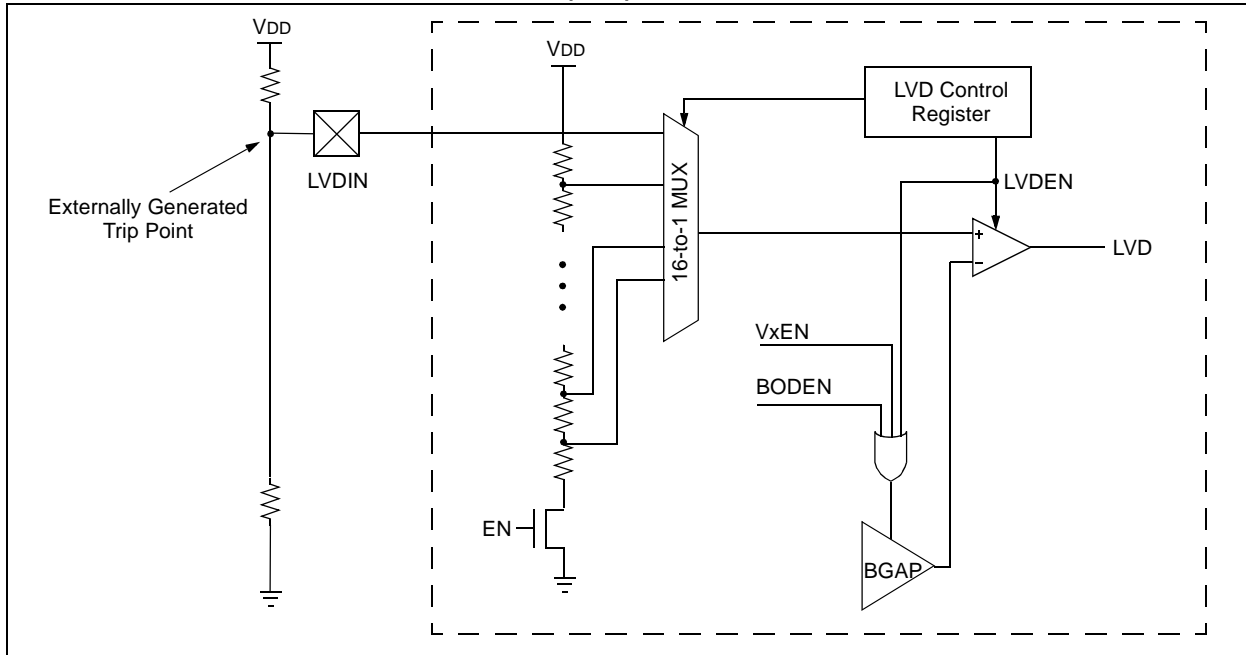 VDD
VDD
LVD Control
Register
LVDIN
16-to-1 MUX
LVDEN
Externally Generated
Trip Point
+
–
LVD
VxEN
BODEN
EN
BGAP